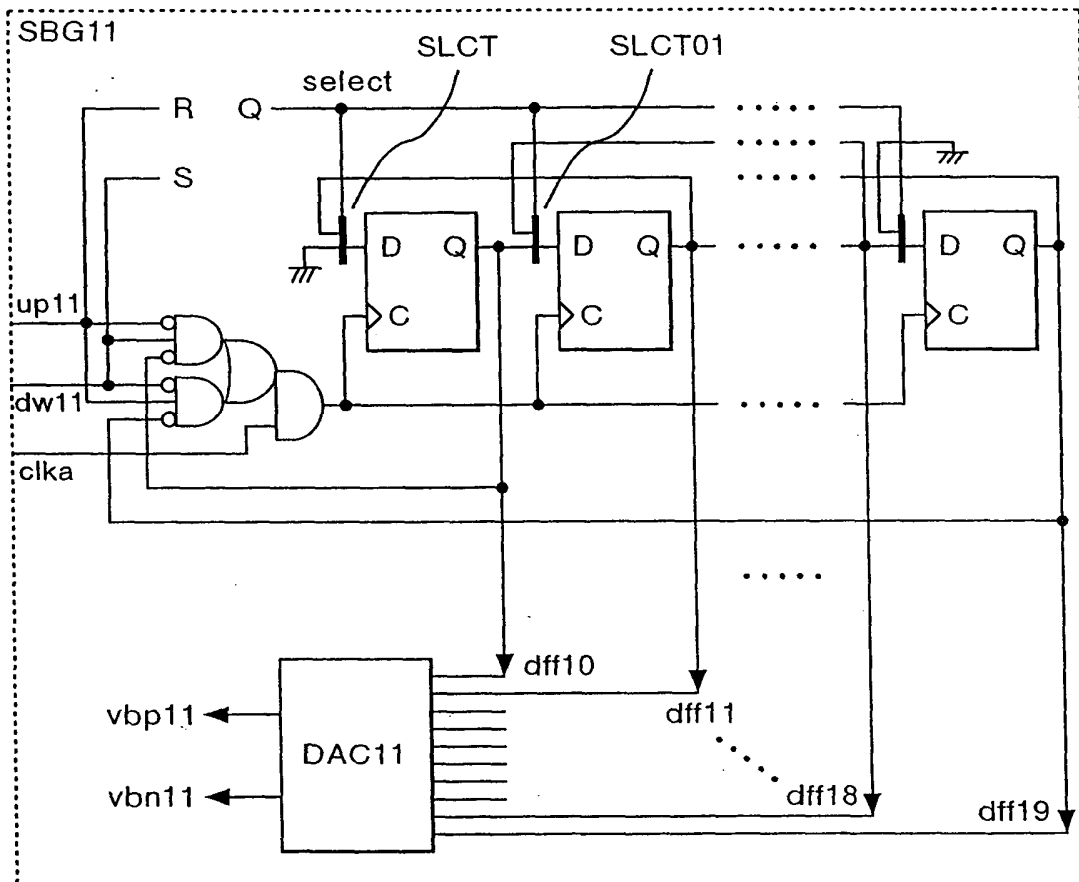 SBG11
SLCT SLCT01
select
R Q
S
D Q D Q D Q
up11
C C C
dw11
clka
dff10
vbp11
dff11
DAC11
vbn11
dff18
dff19